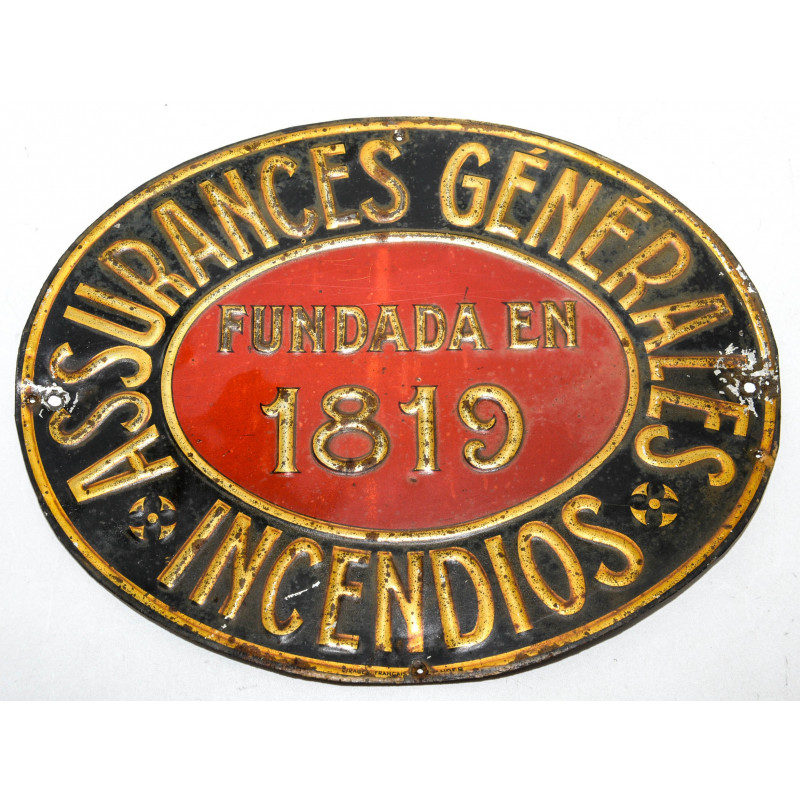 ASSURANCES GÉNÉRALES
FUNDADA EN
1819
INCENDIOS